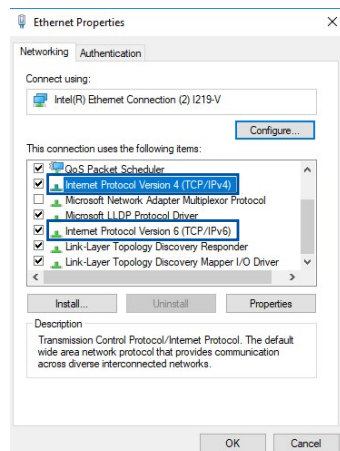 Ethernet Properties
Networking
Authentication
Connect using:
Intel(R) Ethernet Connection (2) I219-V
Configure...
This connection uses the following items:
QoS Packet Scheduler
Internet Protocol Version 4 (TCP/IPv4)
Microsoft Network Adapter Multiplexor Protocol
Microsoft LLDP Protocol Driver
Internet Protocol Version 6 (TCP/IPv6)
Link-Layer Topology Discovery Responder
Link-Layer Topology Discovery Mapper I/O Driver
Install...
Uninstall
Properties
Description
Transmission Control Protocol/Internet Protocol. The default
wide area network protocol that provides communication
across diverse interconnected networks.
OK
Cancel